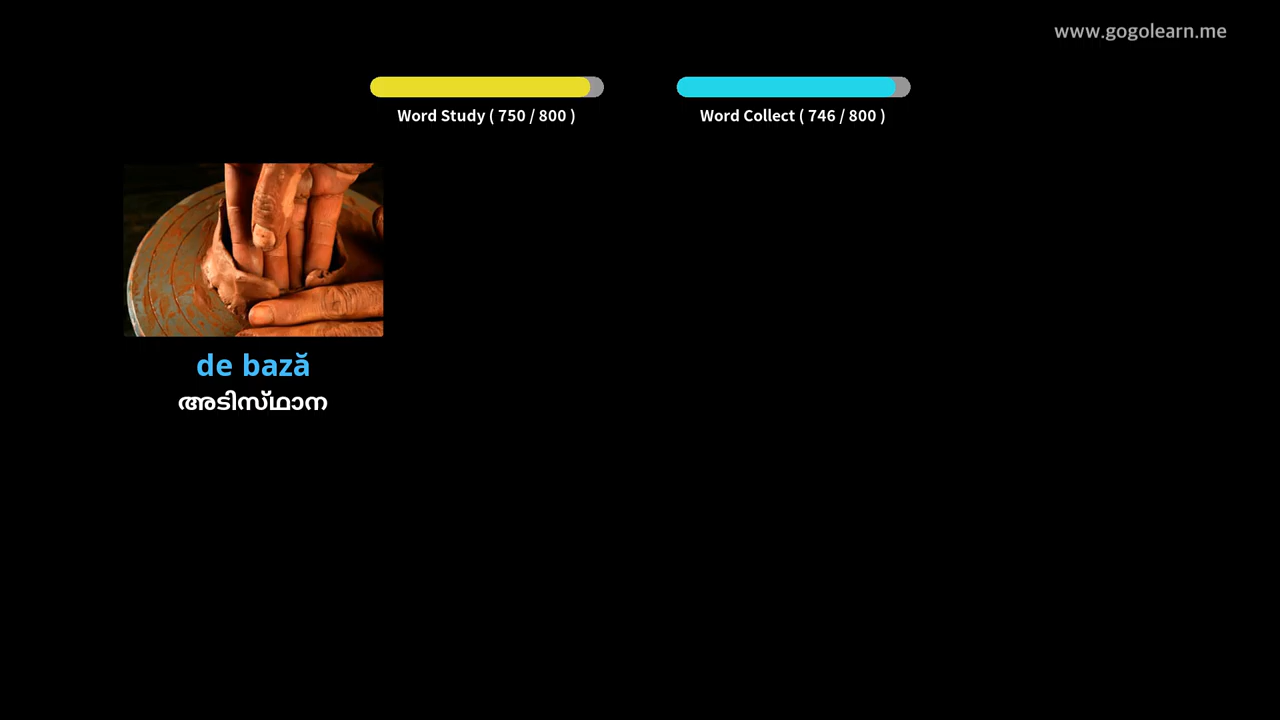 www.gogolearn.me
Word Study ( 750 / 800 )
Word Collect ( 746 / 800 )
de bază
അടിസ്ഥാന